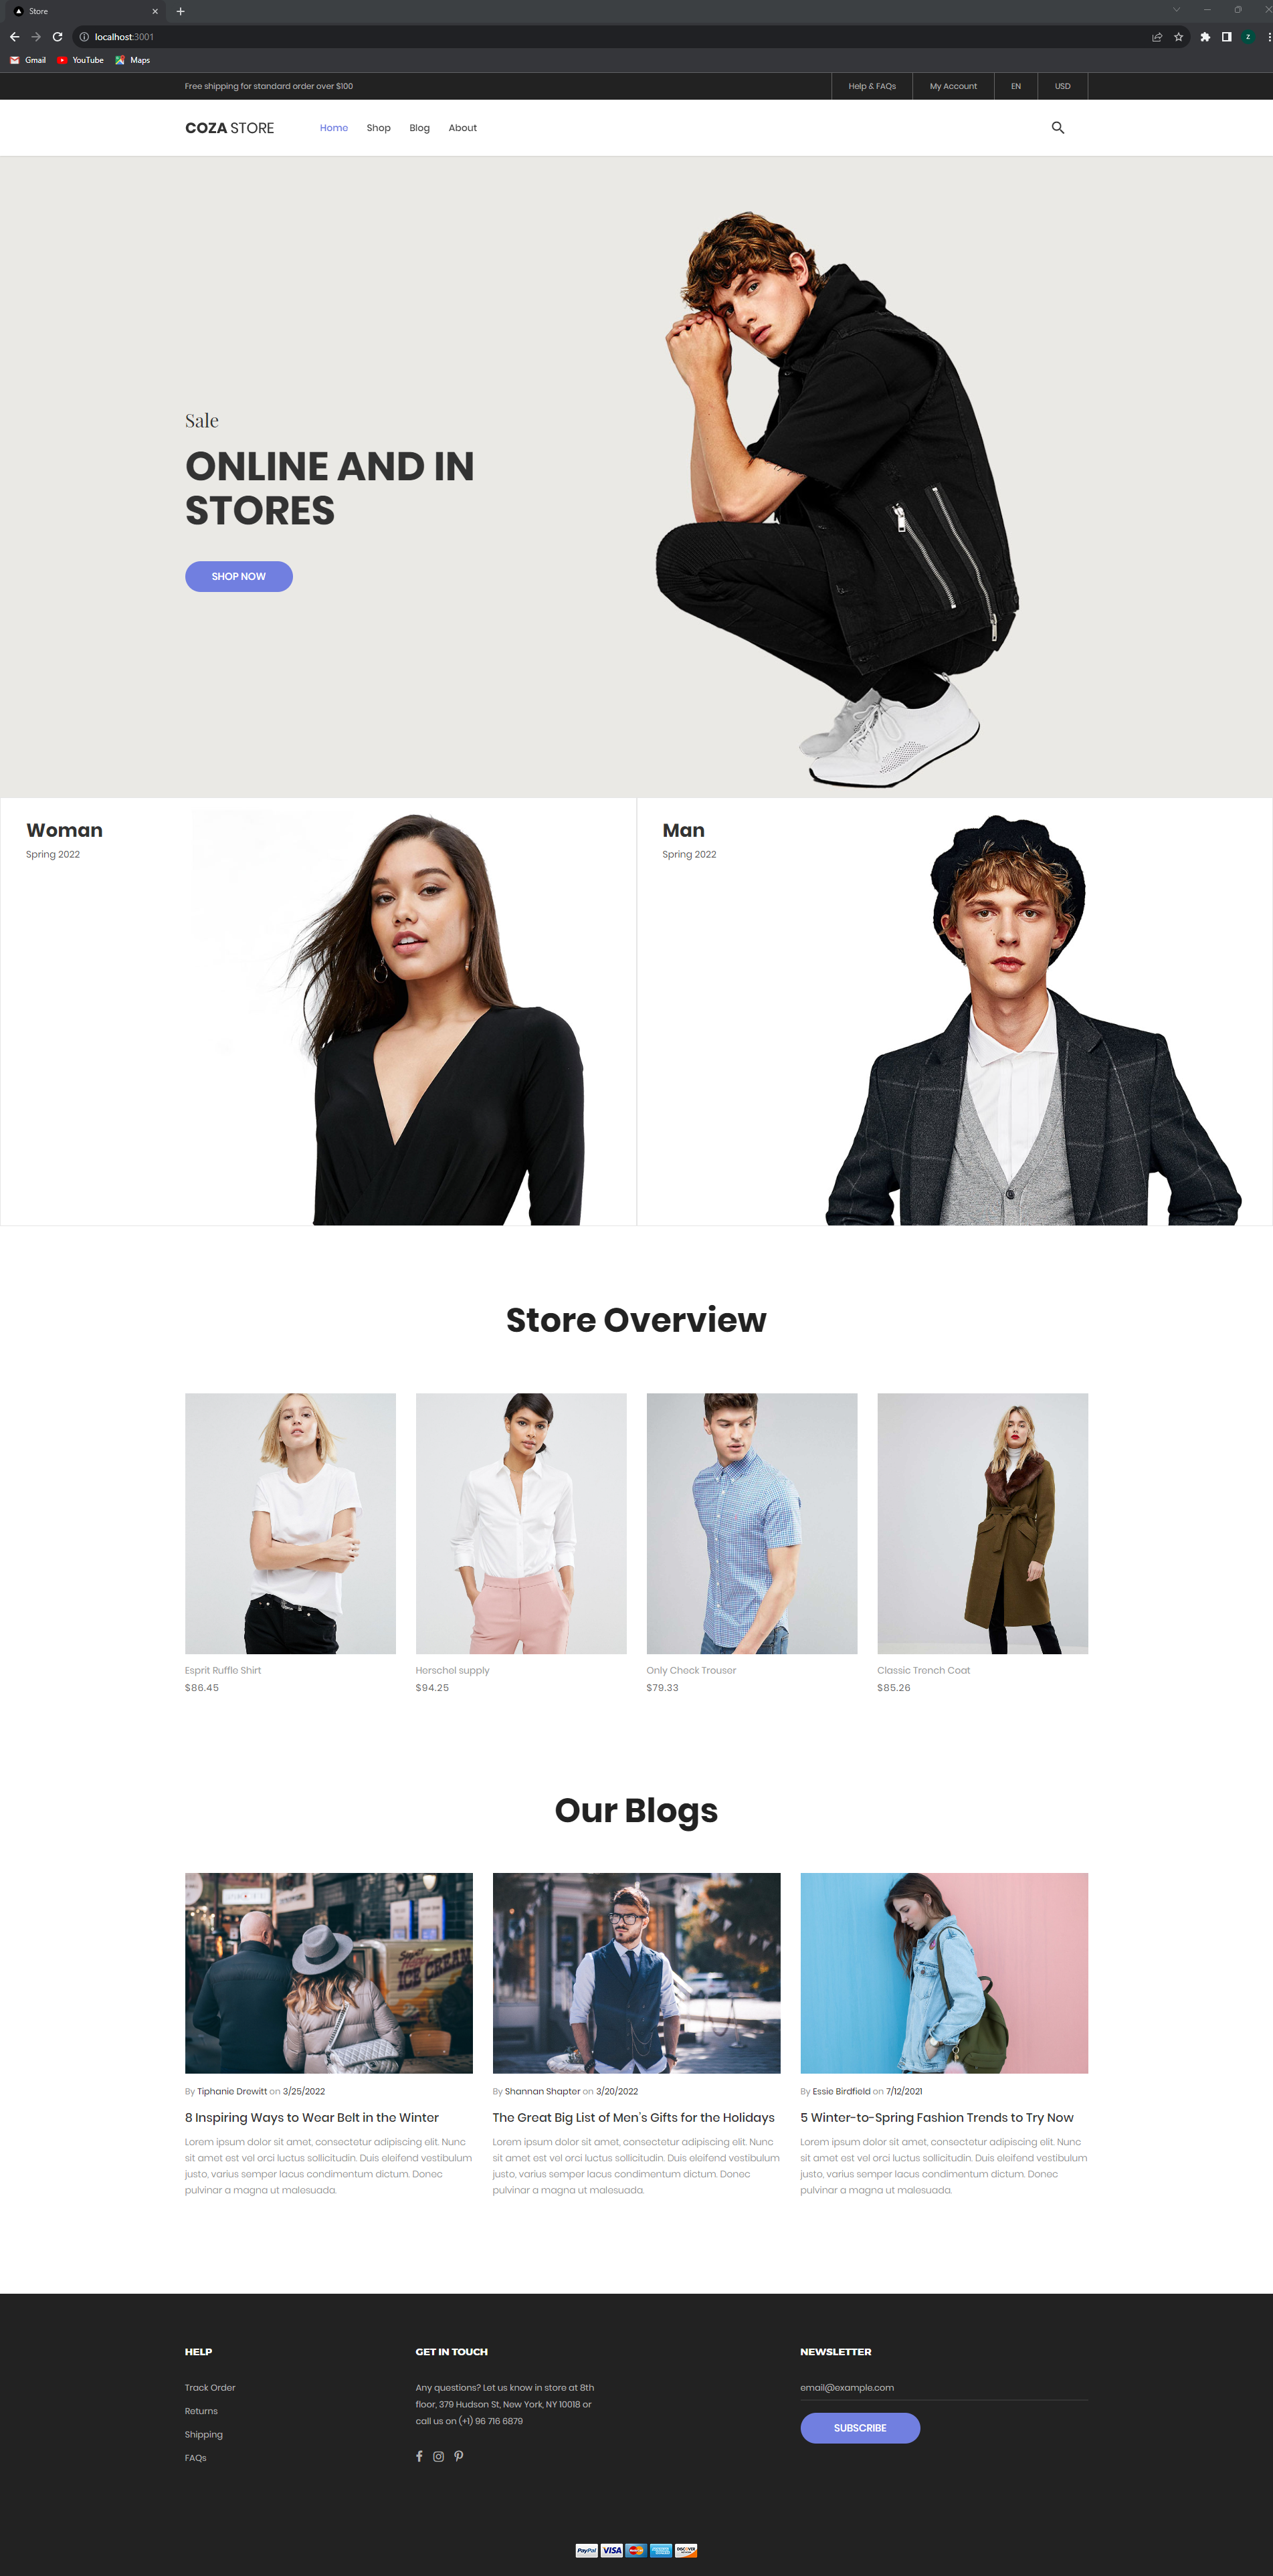 Store
localhost:3001
Gmail
YouTube
Maps
Z
Free shipping for standard order over $100
Help & FAQs
My Account
EN
USD
COZA STORE
Home
Shop
Blog
About
Sale
ONLINE AND IN
STORES
SHOP NOW
Woman
Spring 2022
Man
Spring 2022
Store Overview
Esprit Ruffle Shirt
$86.45
Herschel supply
$94.25
Only Check Trouser
$79.33
Classic Trench Coat
$85.26
Our Blogs
ICE CREAM
By Tiphanie Drewitt on 3/25/2022
8 Inspiring Ways to Wear Belt in the Winter
Lorem ipsum dolor sit amet, consectetur adipiscing elit. Nunc
sit amet est vel orci luctus sollicitudin. Duis eleifend vestibulum
justo, varius semper lacus condimentum dictum. Donec
pulvinar a magna ut malesuada.
By Shannan Shapter on 3/20/2022
The Great Big List of Men's Gifts for the Holidays
Lorem ipsum dolor sit amet, consectetur adipiscing elit. Nunc
sit amet est vel orci luctus sollicitudin. Duis eleifend vestibulum
justo, varius semper lacus condimentum dictum. Donec
pulvinar a magna ut malesuada.
By Essie Birdfield on 7/12/2021
5 Winter-to-Spring Fashion Trends to Try Now
Lorem ipsum dolor sit amet, consectetur adipiscing elit. Nunc
sit amet est vel orci luctus sollicitudin. Duis eleifend vestibulum
justo, varius semper lacus condimentum dictum. Donec
pulvinar a magna ut malesuada.
HELP
Track Order
Returns
Shipping
FAQs
GET IN TOUCH
Any questions? Let us know in store at 8th
floor, 379 Hudson St, New York, NY 10018 or
call us on (+1) 96 716 6879
NEWSLETTER
email@example.com
SUBSCRIBE
PayPal
VISA
DISCOVER